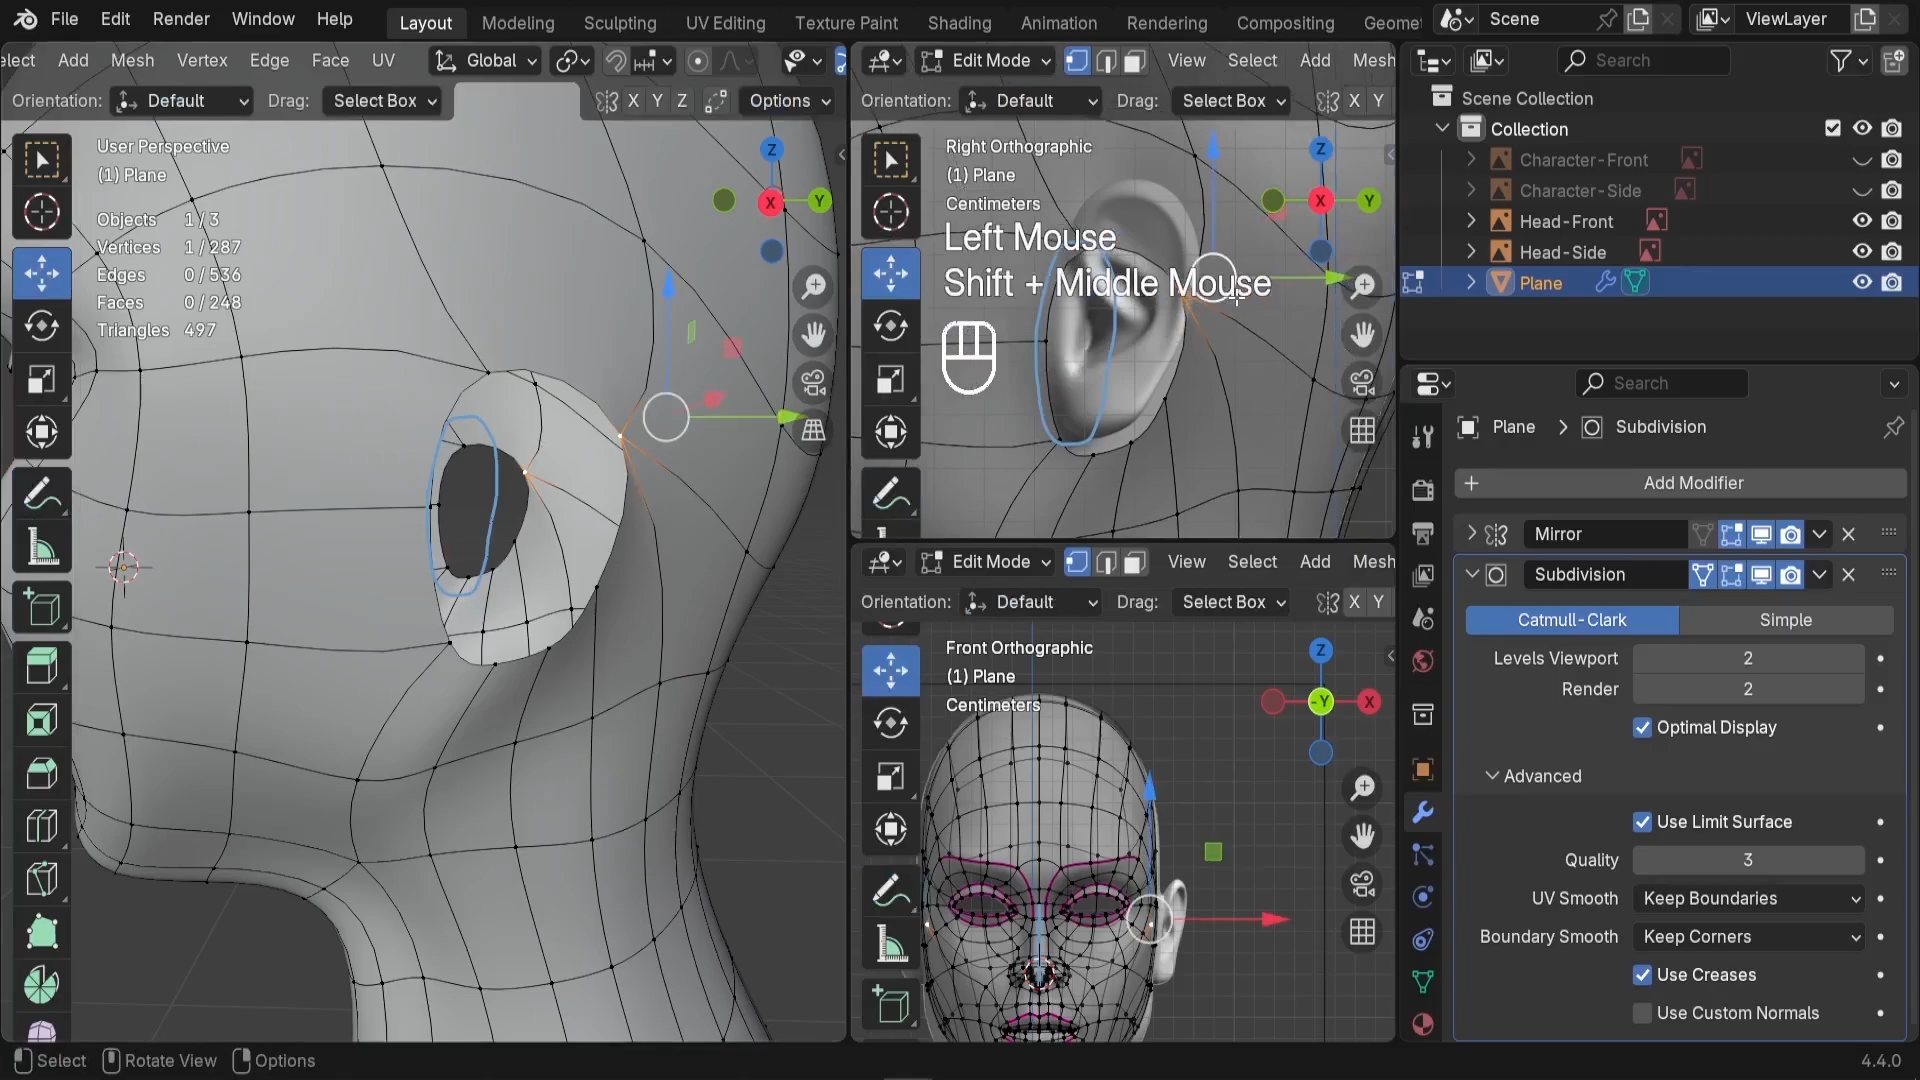 File Edit Render Window Help
Layout Modeling Sculpting UV Editing Texture Paint Shading Animation Rendering Compositing Geomet
Scene ViewLayer
elect Add Mesh Vertex Edge Face UV Global
Orientation: Default Drag: Select Box X Y Z Options
User Perspective
(1) Plane
Objects 1/3
Vertices 1/287
Edges 0/536
Faces 0/248
Triangles 497
Z
X
Y
Edit Mode View Select Add Mesh
Orientation: Default Drag: Select Box X Y
Right Orthographic
(1) Plane
Centimeters
Left Mouse
Shift + Middle Mouse
Z
X
Y
Edit Mode View Select Add Mesh
Orientation: Default Drag: Select Box X Y
Front Orthographic
(1) Plane
Centimeters
Z
-Y
X
Search
Scene Collection
Collection
Character-Front
Character-Side
Head-Front
Head-Side
Plane
Search
Plane Subdivision
Add Modifier
Mirror
Subdivision
Catmull-Clark Simple
Levels Viewport 2
Render 2
Optimal Display
Advanced
Use Limit Surface
Quality 3
UV Smooth Keep Boundaries
Boundary Smooth Keep Corners
Use Creases
Use Custom Normals
Select Rotate View Options
4.4.0